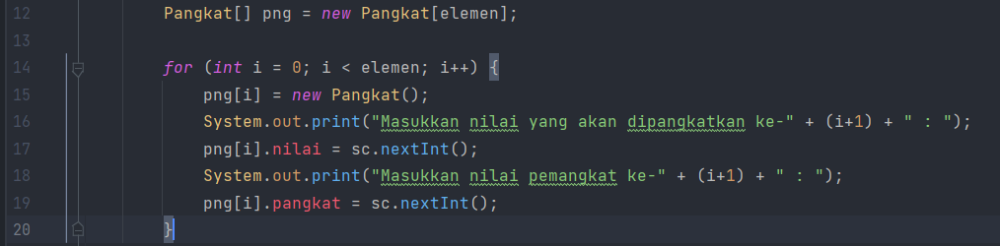 12 Pangkat[] png = new Pangkat[elemen];
13
14 for (int i = 0; i < elemen; i++) {
15 png[i] = new Pangkat();
16 System.out.print("Masukkan nilai yang akan dipangkatkan ke-" + (i+1) + " : ");
17 png[i].nilai = sc.nextInt();
18 System.out.print("Masukkan nilai pemangkat ke-" + (i+1) + " : ");
19 png[i].pangkat = sc.nextInt();
20 }